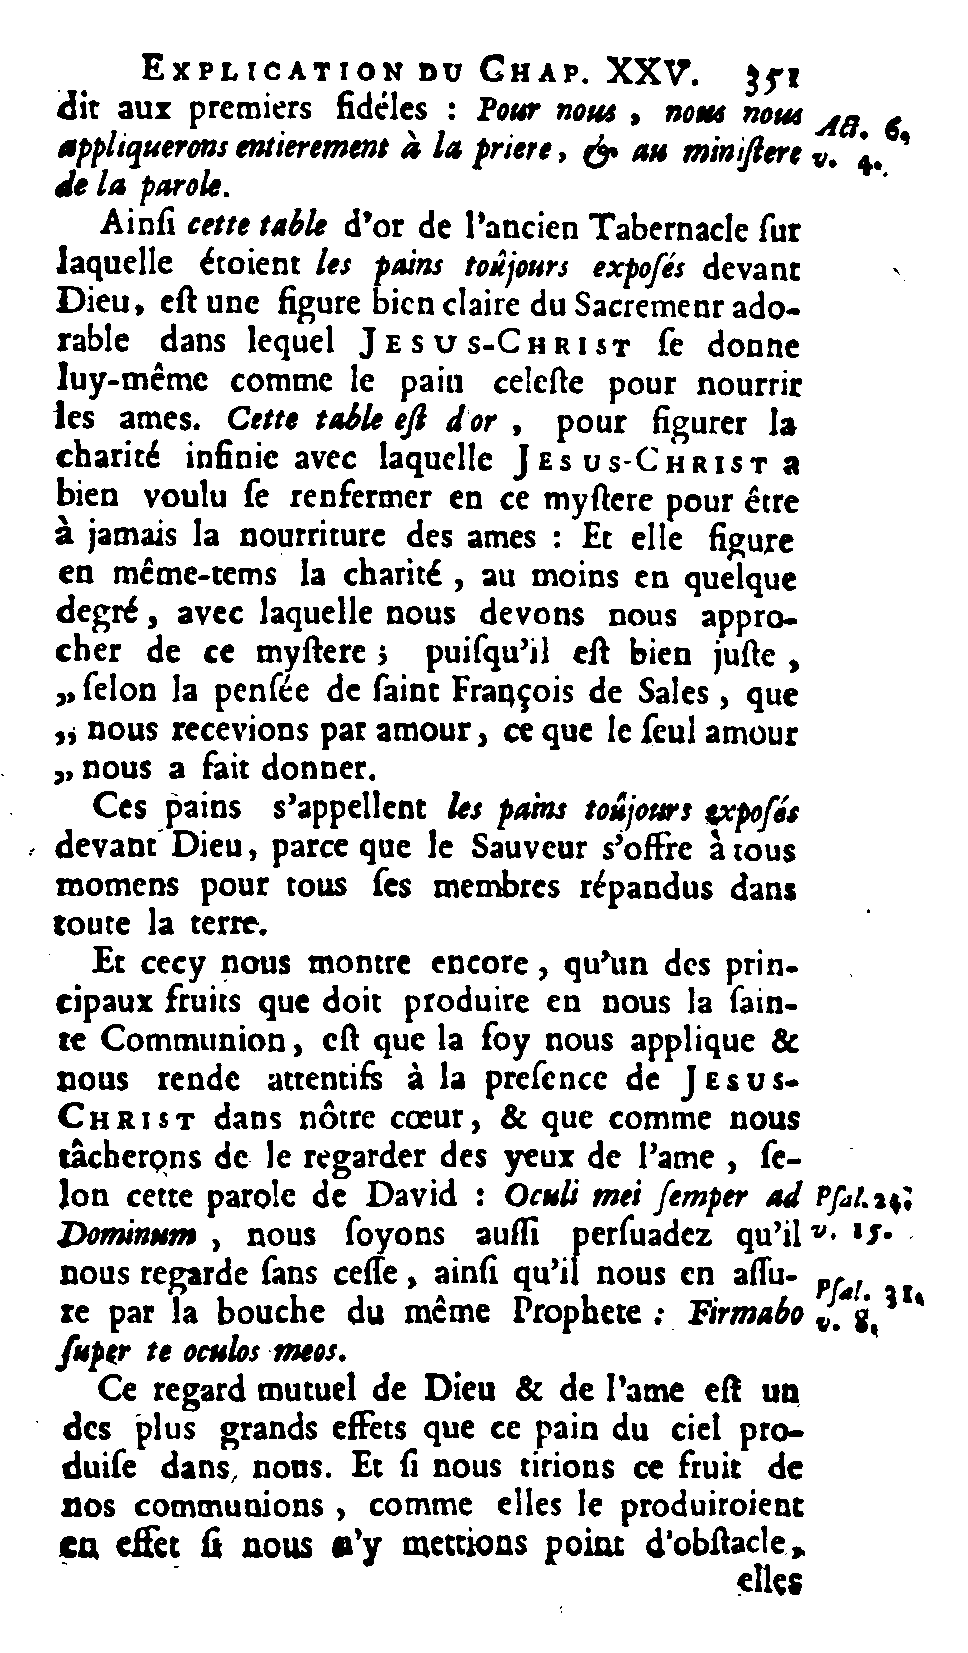 EXPLICATION DU CHAP. XXV. 351
dit aux premiers fidéles : Pour nous , nous nous
appliquerons entierement à la priere, & au miniſtere
de la parole.
Act. 6.
v. 4.
Ainſi cette table d'or de l'ancien Tabernacle ſur
laquelle étoient les pains toûjours expoſés devant
Dieu, eſt une figure bien claire du Sacrement ado-
rable dans lequel JESUS-CHRIST ſe donne
luy-même comme le pain celeſte pour nourrir
les ames. Cette table eſt d'or , pour figurer la
charité infinie avec laquelle JESUS-CHRIST a
bien voulu ſe renfermer en ce myſtere pour être
à jamais la nourriture des ames : Et elle figure
en même-tems la charité , au moins en quelque
degré , avec laquelle nous devons nous appro-
cher de ce myſtere ; puiſqu'il eſt bien juſte ,
„ ſelon la penſée de ſaint François de Sales , que
„ nous recevions par amour, ce que le ſeul amour
„ nous a fait donner.
Ces pains s'appellent les pains toûjours expoſés
devant Dieu, parce que le Sauveur s'offre à tous
momens pour tous ſes membres répandus dans
toute la terre.
Et cecy nous montre encore , qu'un des prin-
cipaux fruits que doit produire en nous la ſain-
te Communion, eſt que la foy nous applique &
nous rende attentifs à la preſence de JESUS-
CHRIST dans nôtre cœur, & que comme nous
tâcherons de le regarder des yeux de l'ame , ſe-
lon cette parole de David : Oculi mei ſemper ad
Dominum , nous ſoyons auſſi perſuadez qu'il
nous regarde ſans ceſſe, ainſi qu'il nous en aſſu-
re par la bouche du même Prophete : Firmabo
ſuper te oculos meos.
Pſal. 24.
v. 15.
Pſal. 31.
v. 8.
Ce regard mutuel de Dieu & de l'ame eſt un
des plus grands effets que ce pain du ciel pro-
duiſe dans nous. Et ſi nous tirions ce fruit de
nos communions , comme elles le produiroient
en effet ſi nous n'y mettions point d'obſtacle,
elles